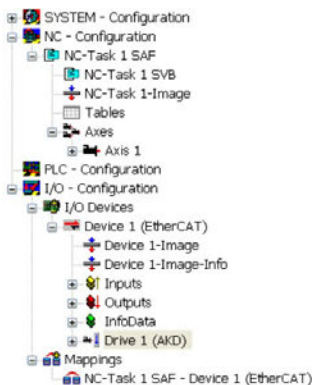 SYSTEM - Configuration
NC - Configuration
NC-Task 1 SAF
NC-Task 1 SVB
NC-Task 1-Image
Tables
Axes
Axis 1
PLC - Configuration
I/O - Configuration
I/O Devices
Device 1 (EtherCAT)
Device 1-Image
Device 1-Image-Info
Inputs
Outputs
InfoData
Drive 1 (AKD)
Mappings
NC-Task 1 SAF - Device 1 (EtherCAT)